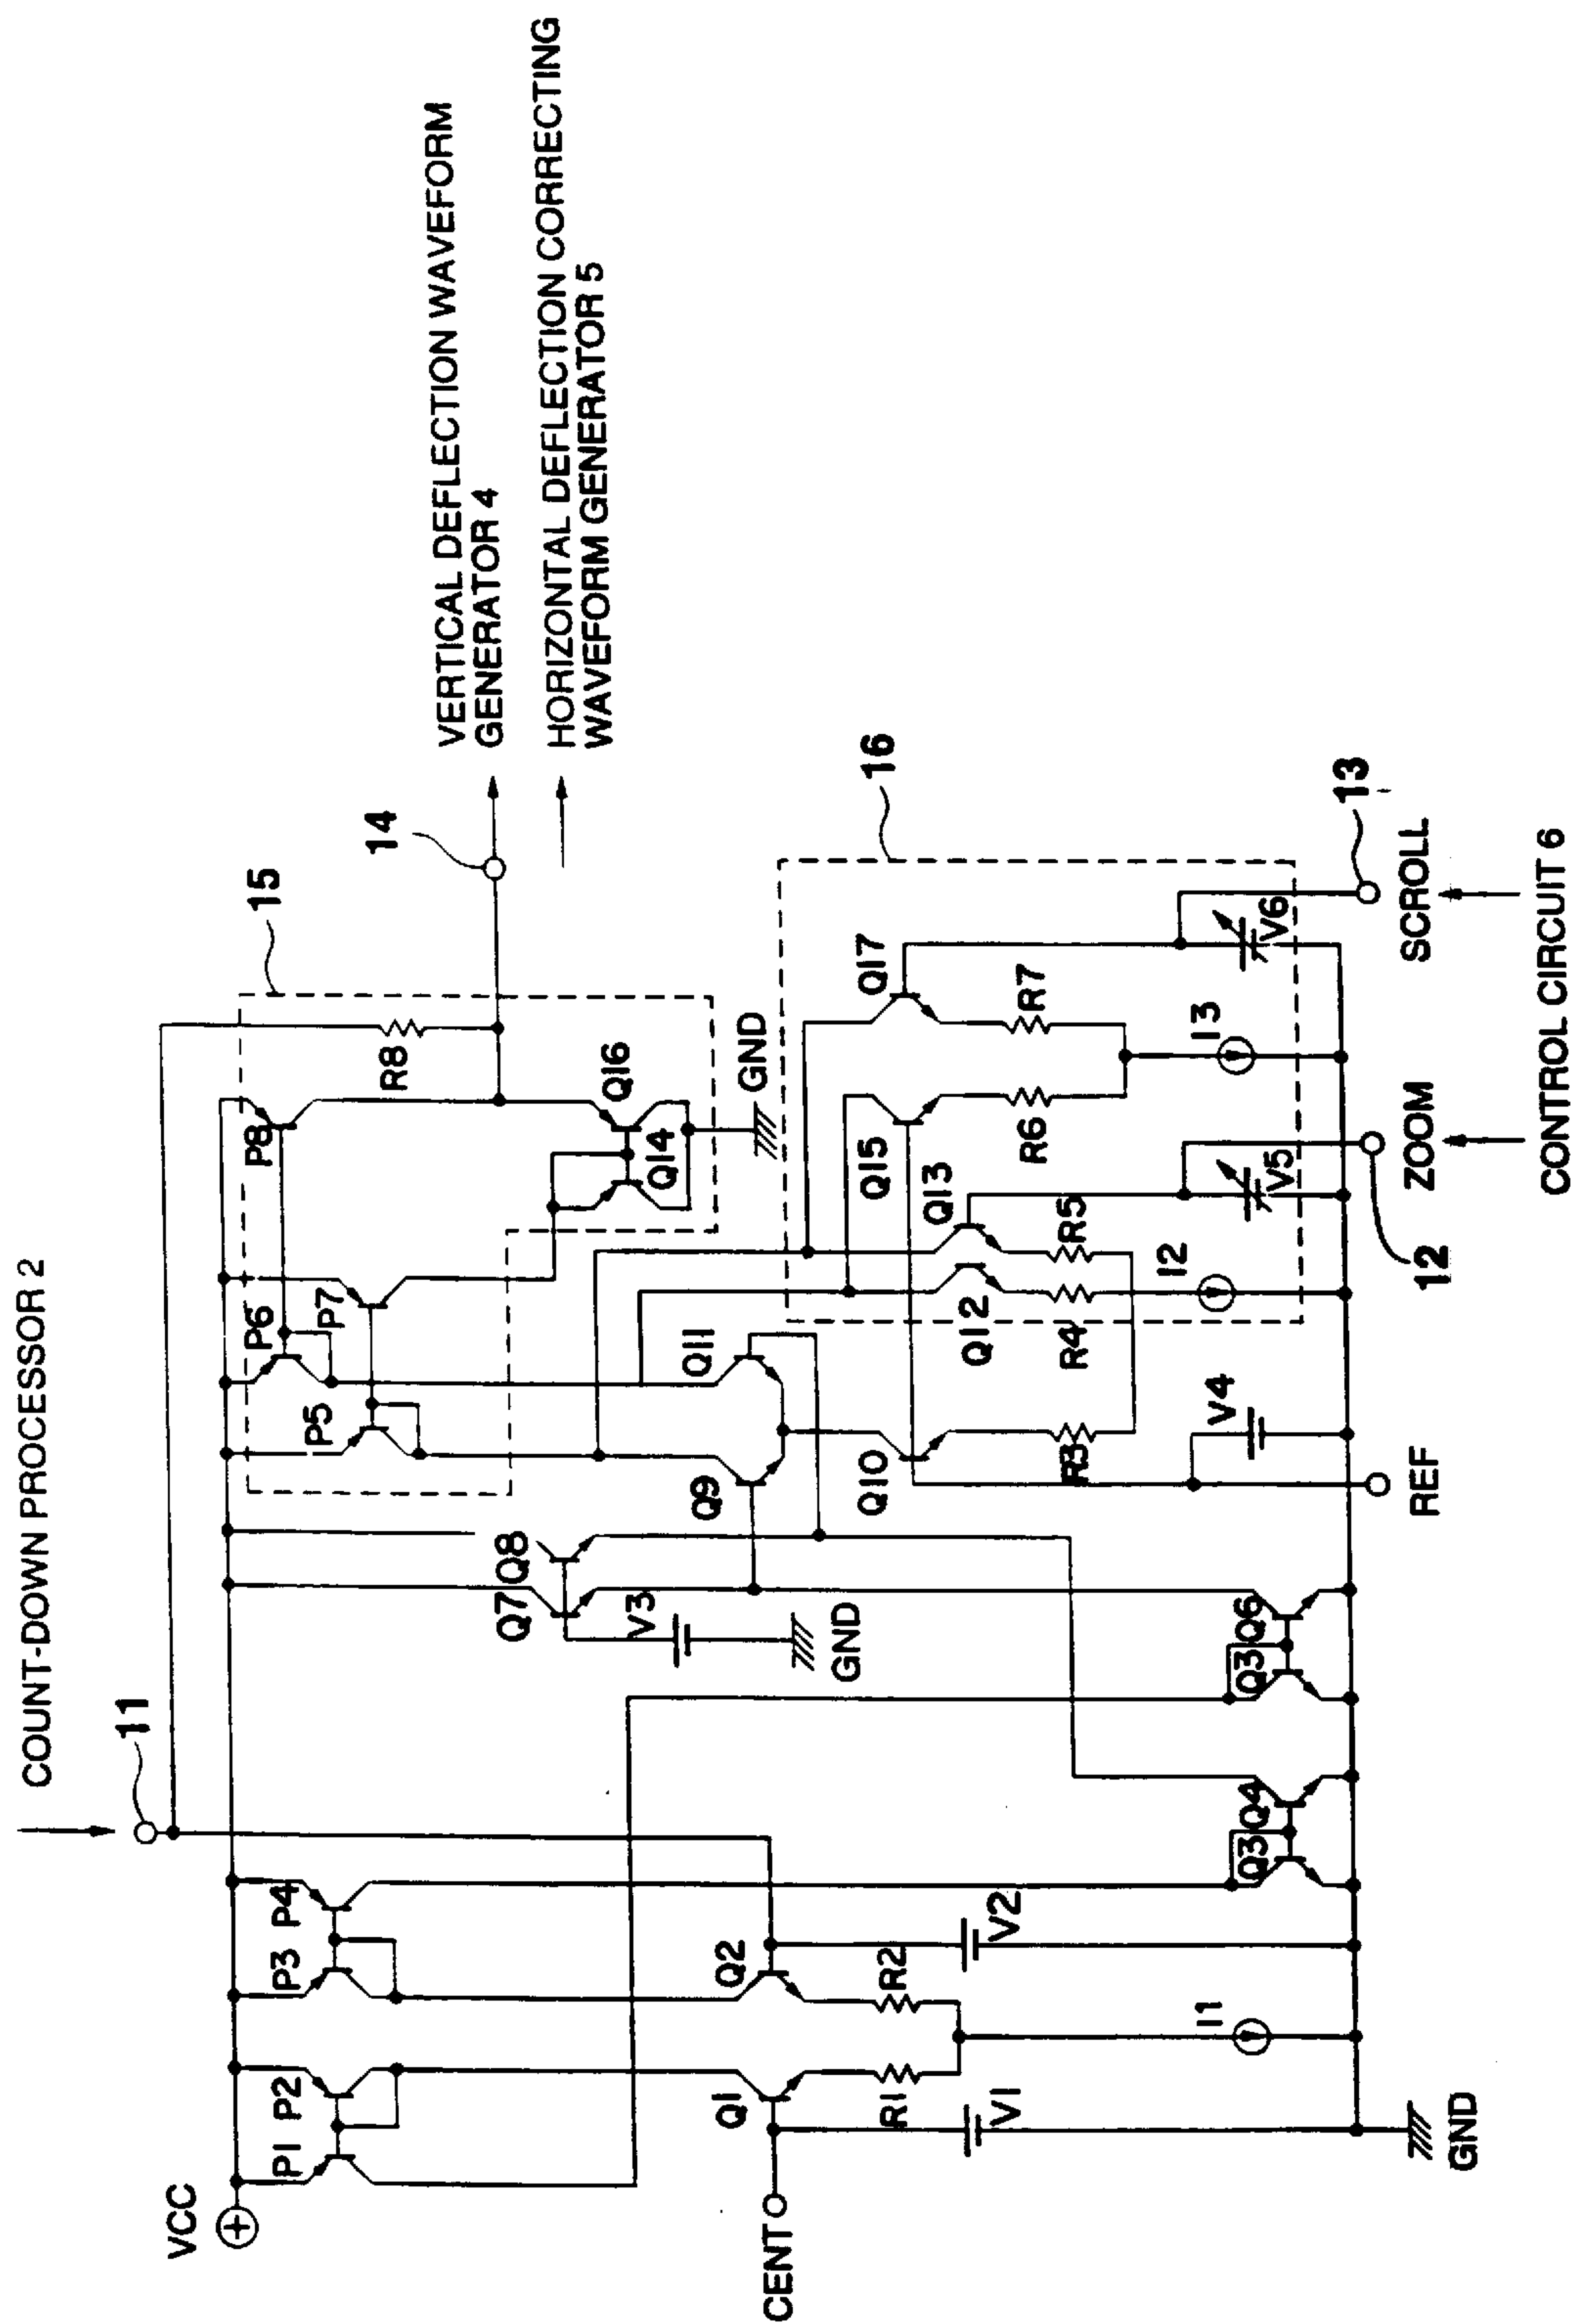 COUNT-DOWN PROCESSOR 2
11
VCC
P1
P2
P3
P4
P5
P6
P7
P8
15
R8
14
VERTICAL DEFLECTION WAVEFORM
GENERATOR 4
HORIZONTAL DEFLECTION CORRECTING
WAVEFORM GENERATOR 5
Q14
Q16
GND
Q7
Q8
V3
GND
CENT
Q1
Q2
R1
R2
V1
V2
I1
GND
Q3
Q4
Q3
Q6
Q9
Q11
Q10
R3
V4
REF
16
Q12
Q13
Q15
Q17
R4
R5
R6
R7
I2
I3
V5
V6
12
ZOOM
13
SCROLL
CONTROL CIRCUIT 6